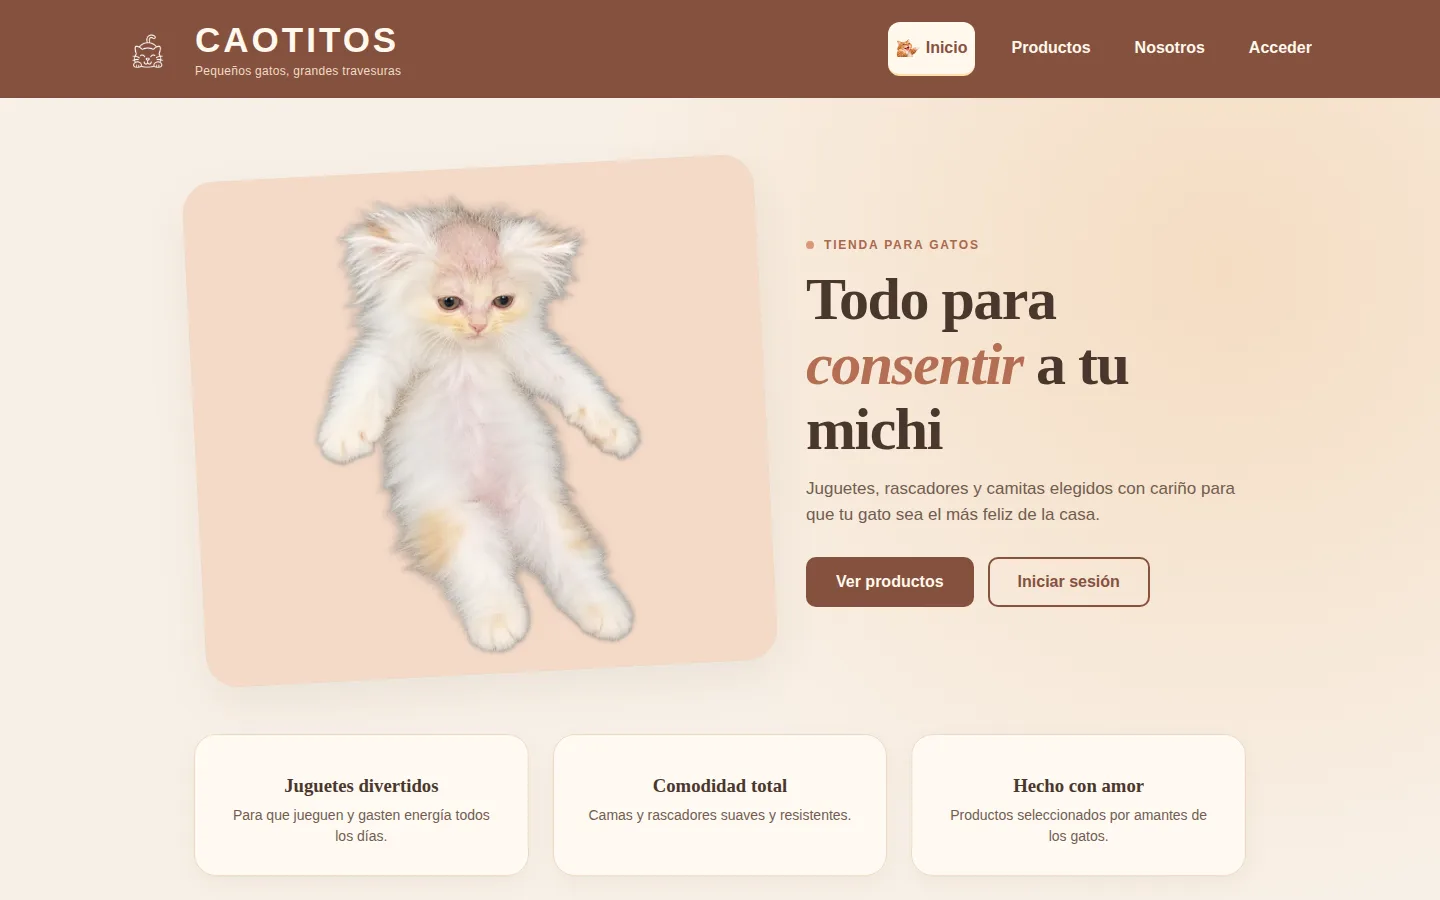 CAOTITOS
Pequeños gatos, grandes travesuras
Inicio
Productos
Nosotros
Acceder
TIENDA PARA GATOS
Todo para
consentir a tu
michi
Juguetes, rascadores y camitas elegidos con cariño para
que tu gato sea el más feliz de la casa.
Ver productos
Iniciar sesión
Juguetes divertidos
Para que jueguen y gasten energía todos
los días.
Comodidad total
Camas y rascadores suaves y resistentes.
Hecho con amor
Productos seleccionados por amantes de
los gatos.